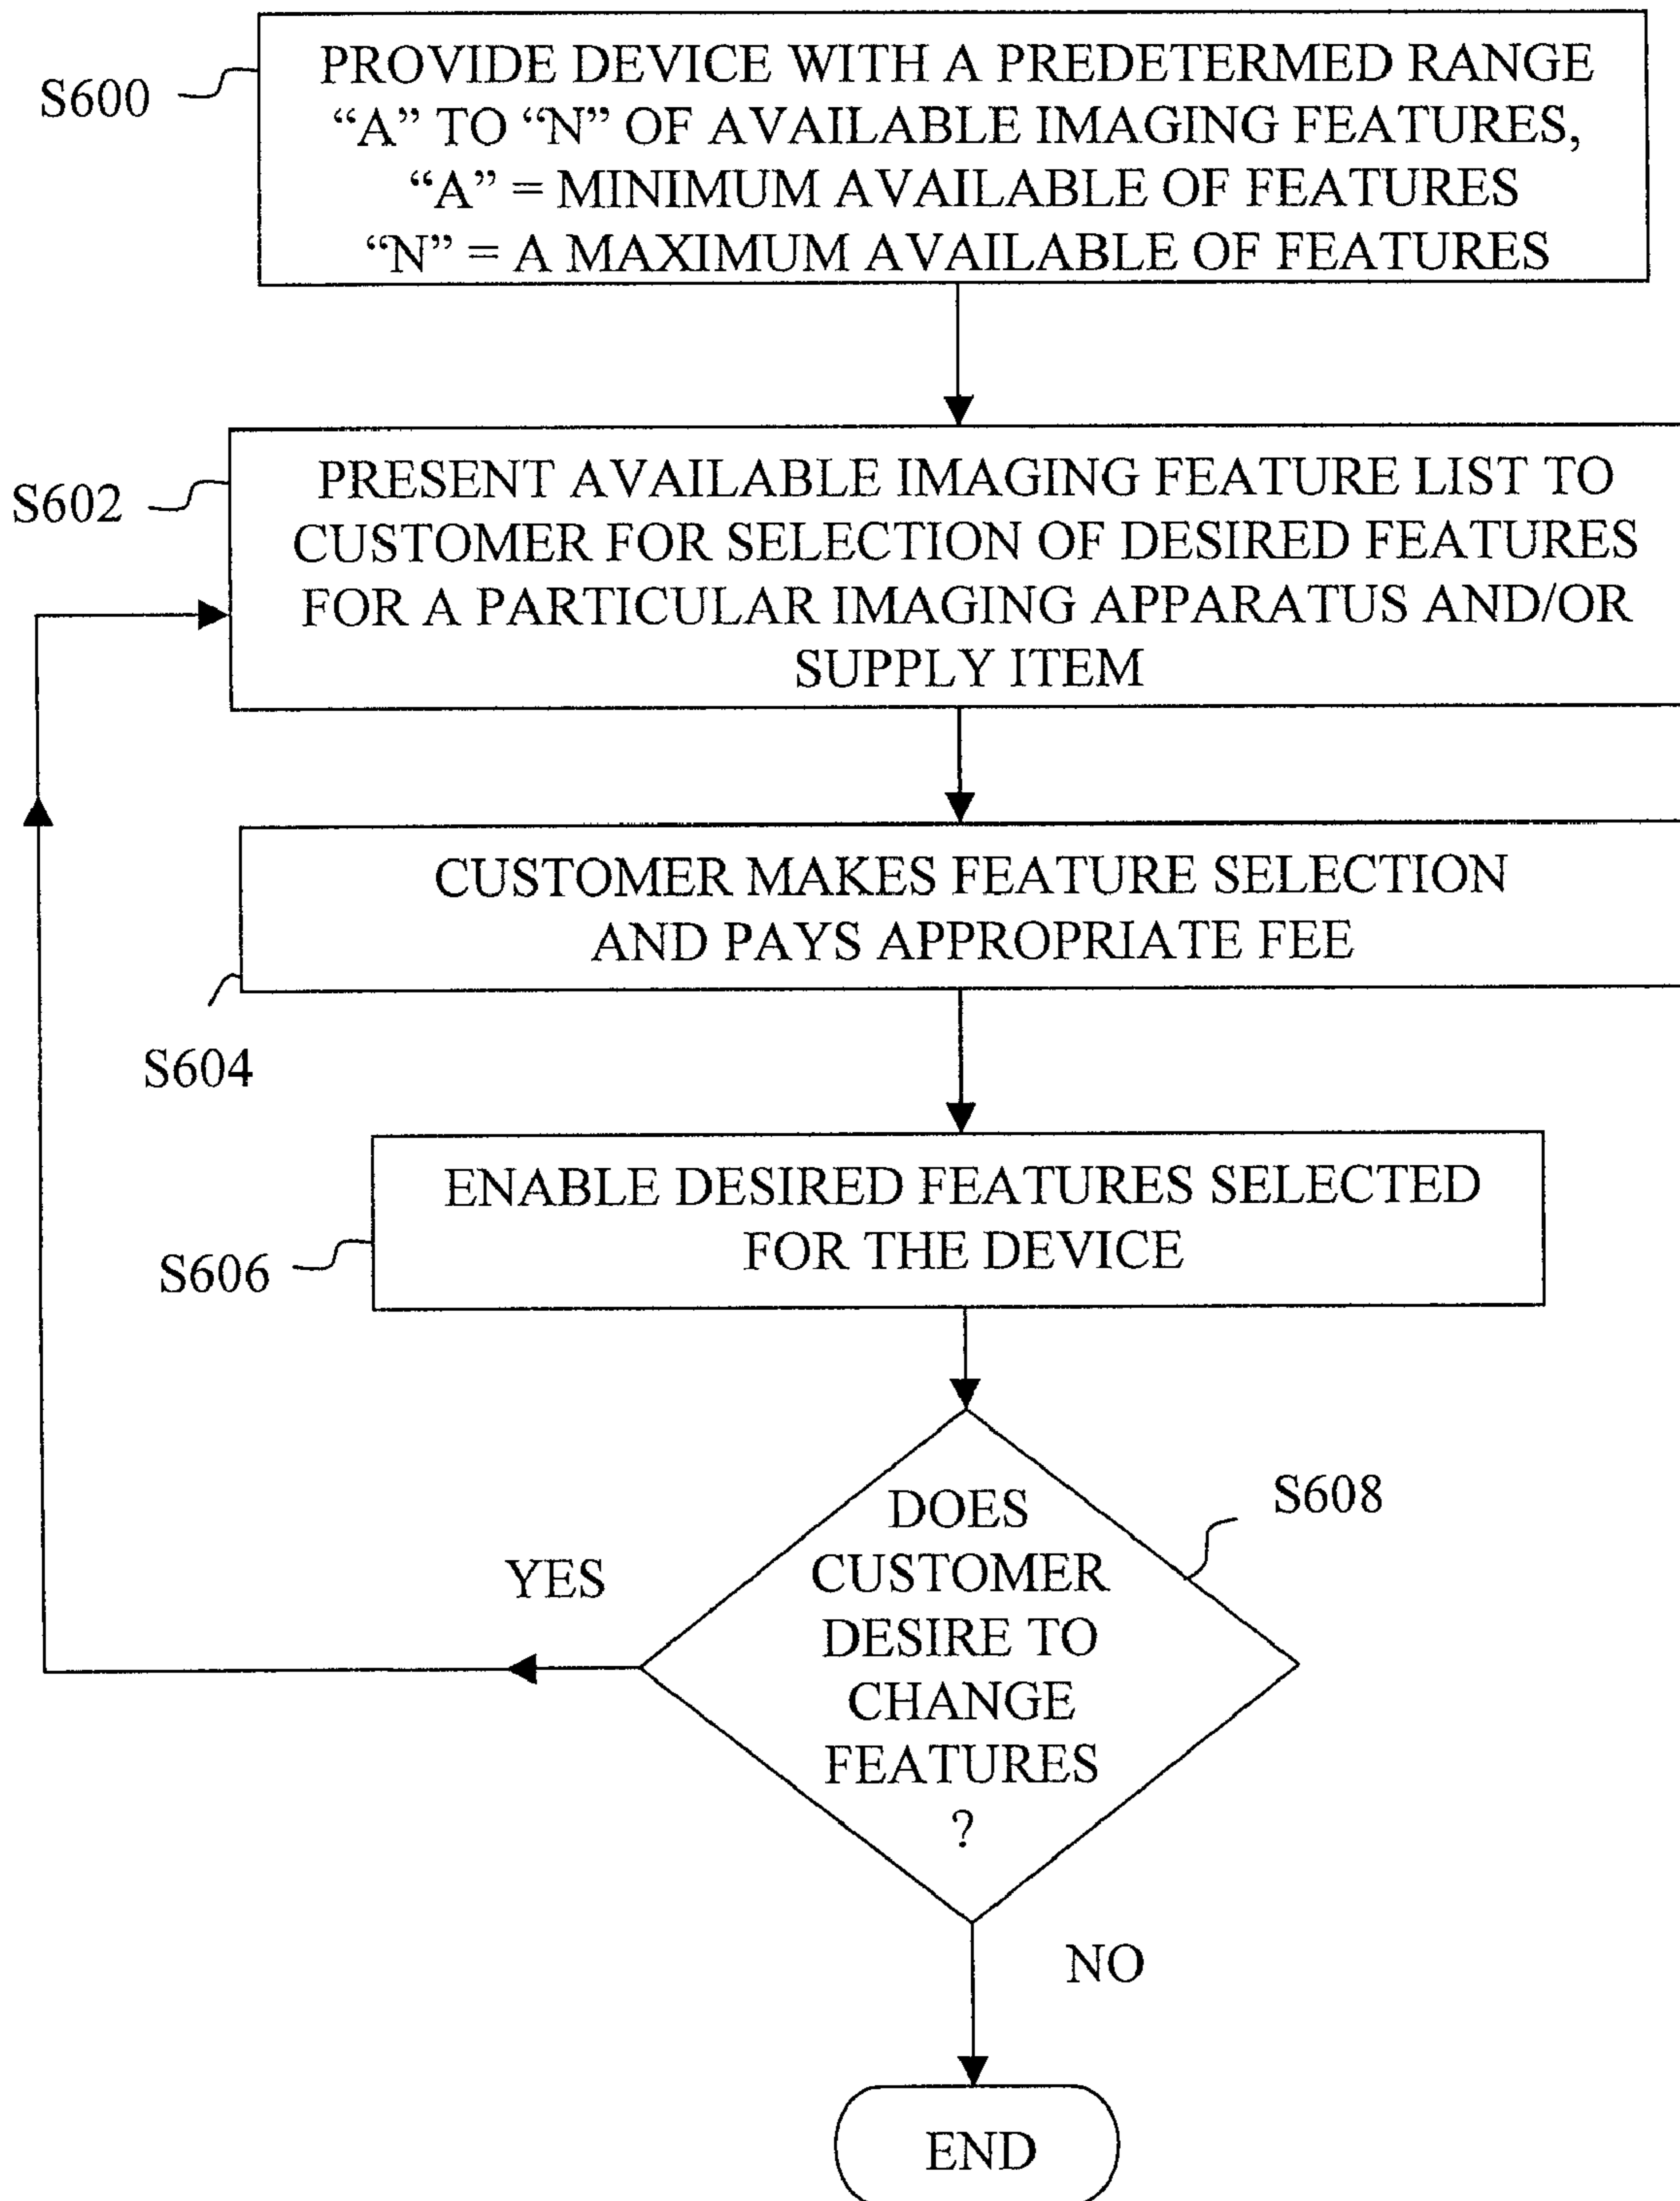 S600
PROVIDE DEVICE WITH A PREDETERMED RANGE
“A” TO “N” OF AVAILABLE IMAGING FEATURES,
“A” = MINIMUM AVAILABLE OF FEATURES
“N” = A MAXIMUM AVAILABLE OF FEATURES
S602
PRESENT AVAILABLE IMAGING FEATURE LIST TO
CUSTOMER FOR SELECTION OF DESIRED FEATURES
FOR A PARTICULAR IMAGING APPARATUS AND/OR
SUPPLY ITEM
CUSTOMER MAKES FEATURE SELECTION
AND PAYS APPROPRIATE FEE
S604
ENABLE DESIRED FEATURES SELECTED
FOR THE DEVICE
S606
S608
DOES
CUSTOMER
DESIRE TO
CHANGE
FEATURES
?
YES
NO
END